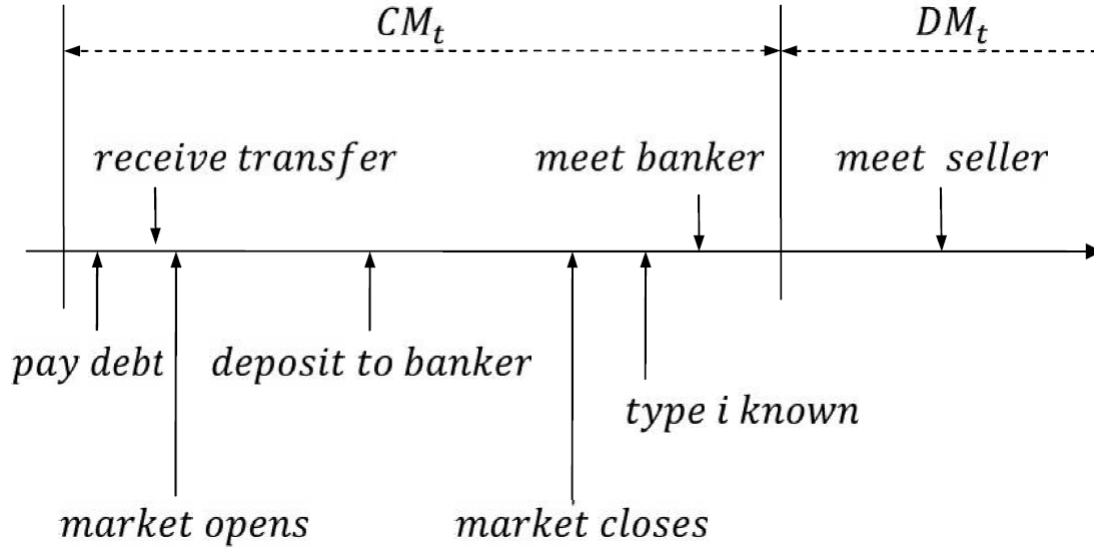 CM_t
DM_t
receive transfer
meet banker
meet seller
pay debt
deposit to banker
type i known
market opens
market closes